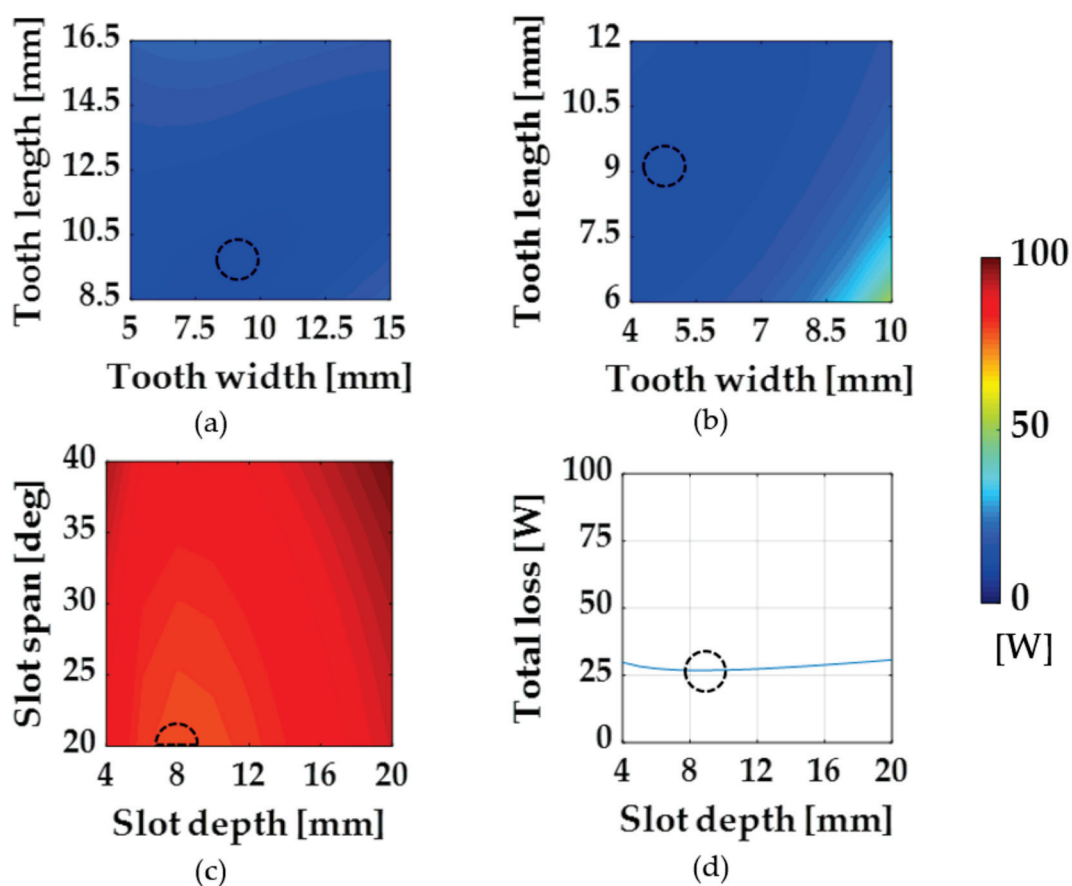 Tooth length [mm]
16.5
14.5
12.5
10.5
8.5
5 7.5 10 12.5 15
Tooth width [mm]
(a)
Tooth length [mm]
12
10.5
9
7.5
6
4 5.5 7 8.5 10
Tooth width [mm]
(b)
Slot span [deg]
40
35
30
25
20
4 8 12 16 20
Slot depth [mm]
(c)
Total loss [W]
100
75
50
25
0
4 8 12 16 20
Slot depth [mm]
(d)
100
50
0
[W]